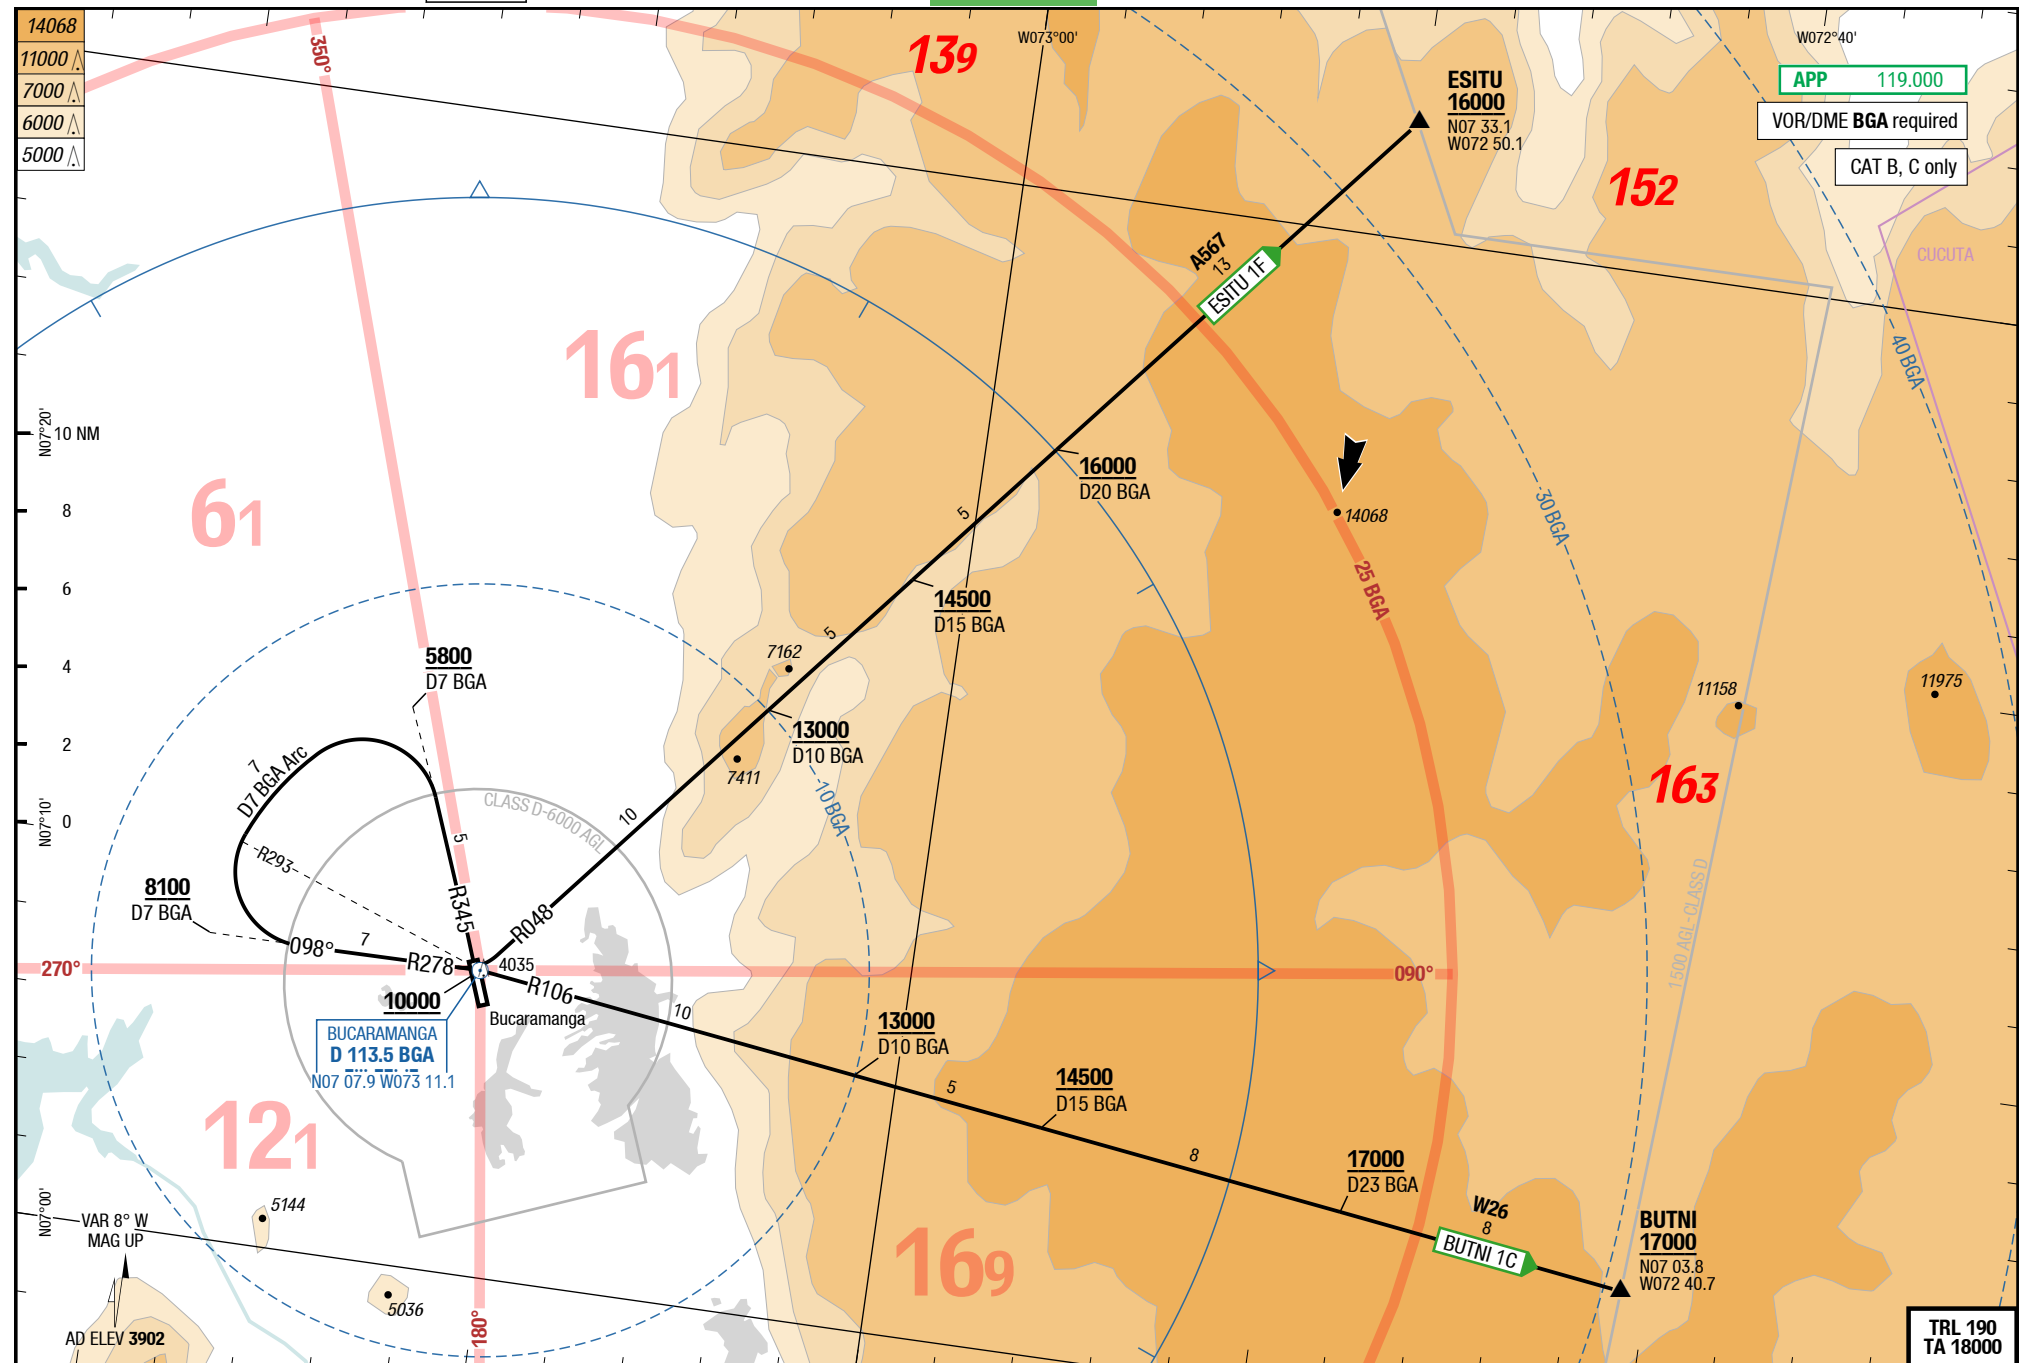 14068
11000
7000
6000
5000
350°
139
W073°00'
W072°40'
ESITU
16000
N07 33.1
W072 50.1
APP 119.000
VOR/DME BGA required
CAT B, C only
152
CUCUTA
A567
13
ESITU 1F
161
40 BGA
N07°20'
10 NM
16000
D20 BGA
61
8
5
14068
30 BGA
6
25 BGA
14500
D15 BGA
5
5800
D7 BGA
7162
4
11158
11975
13000
D10 BGA
2
7411
163
7
D7 BGA Arc
CLASS D-6000 AGL
10 BGA
N07°10'
0
5
10
R293
8100
D7 BGA
R345
R048
1500 AGL-CLASS D
098°
7
R278
4035
270°
090°
R106
10000
10
Bucaramanga
BUCARAMANGA
D 113.5 BGA
N07 07.9 W073 11.1
13000
D10 BGA
5
14500
D15 BGA
121
8
17000
D23 BGA
5144
N07°00'
VAR 8° W
MAG UP
W26
8
BUTNI 1C
BUTNI
17000
N07 03.8
W072 40.7
169
5036
180°
AD ELEV 3902
TRL 190
TA 18000